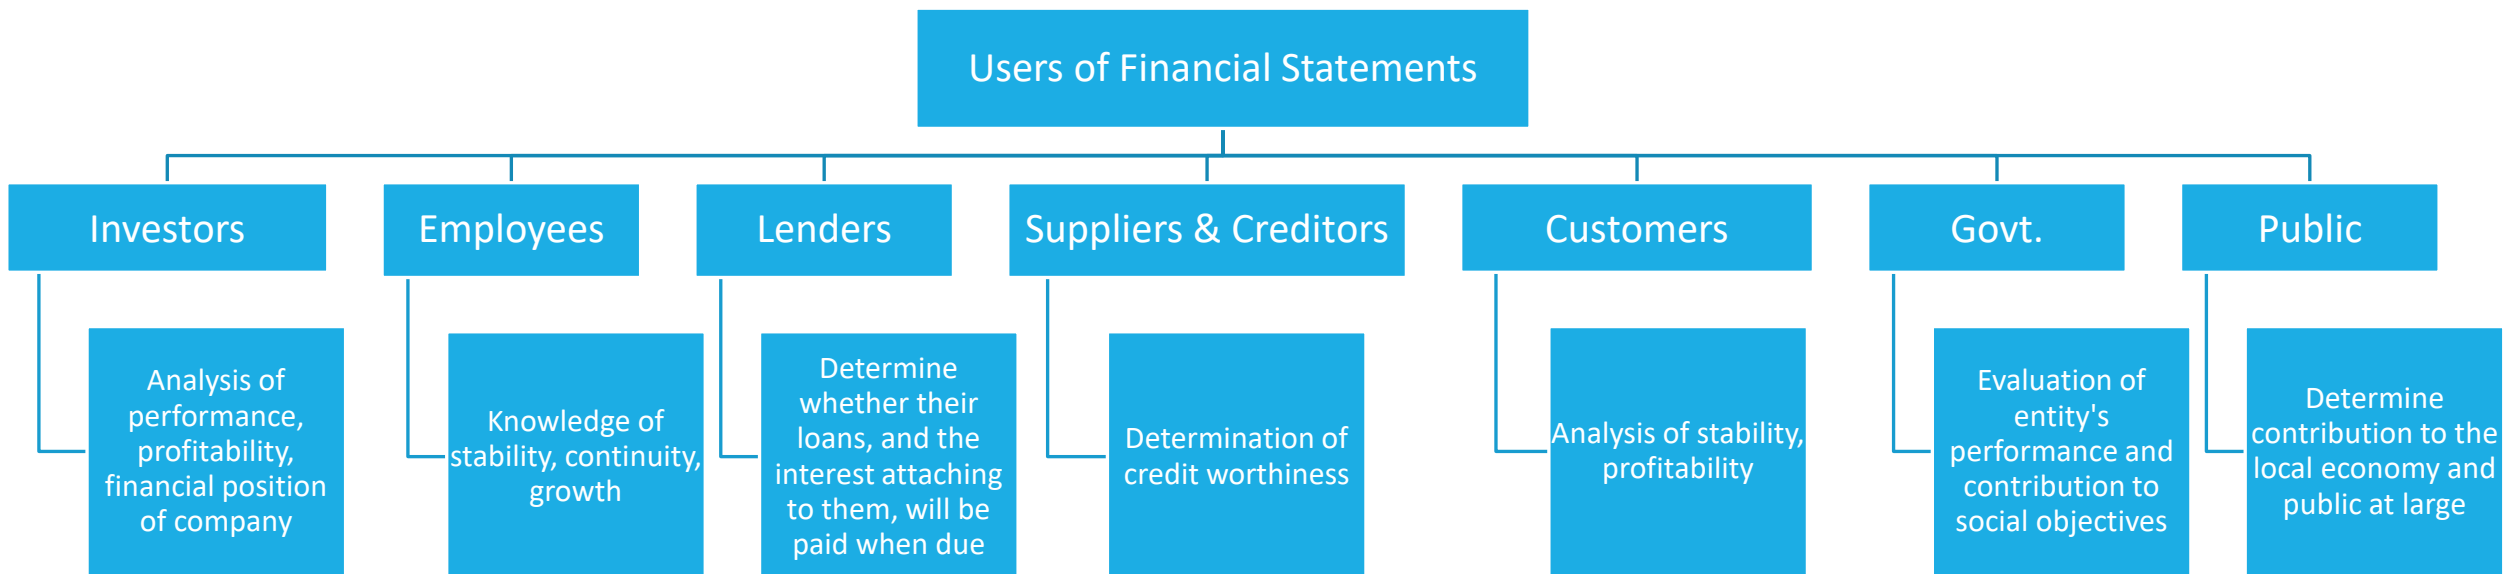 Users of Financial Statements
Investors
Employees
Lenders
Suppliers & Creditors
Customers
Govt.
Public
Analysis of
performance,
profitability,
financial position
of company
Knowledge of
stability, continuity,
growth
Determine
whether their
loans, and the
interest attaching
to them, will be
paid when due
Determination of
credit worthiness
Analysis of stability,
profitability
Evaluation of
entity's
performance and
contribution to
social objectives
Determine
contribution to the
local economy and
public at large